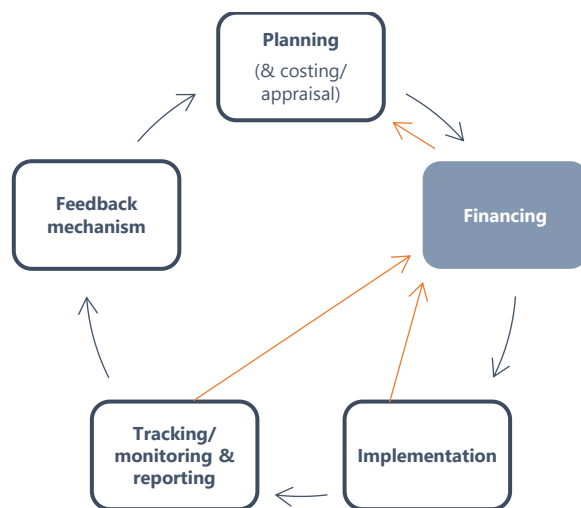 Planning
(& costing/
appraisal)
Financing
Feedback
mechanism
Tracking/
monitoring &
reporting
Implementation